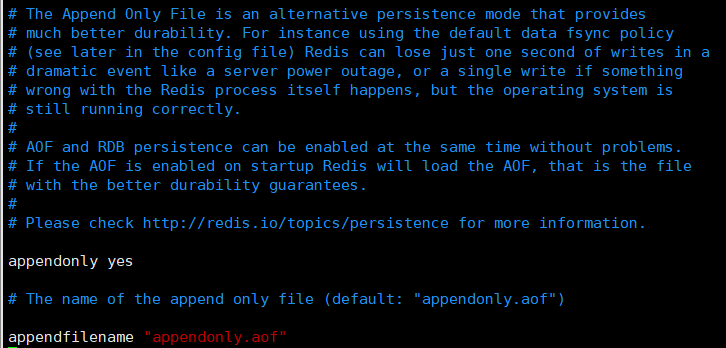 # The Append Only File is an alternative persistence mode that provides
# much better durability. For instance using the default data fsync policy
# (see later in the config file) Redis can lose just one second of writes in a
# dramatic event like a server power outage, or a single write if something
# wrong with the Redis process itself happens, but the operating system is
# still running correctly.
#
# AOF and RDB persistence can be enabled at the same time without problems.
# If the AOF is enabled on startup Redis will load the AOF, that is the file
# with the better durability guarantees.
#
# Please check http://redis.io/topics/persistence for more information.
appendonly yes
# The name of the append only file (default: "appendonly.aof")
appendfilename "appendonly.aof"